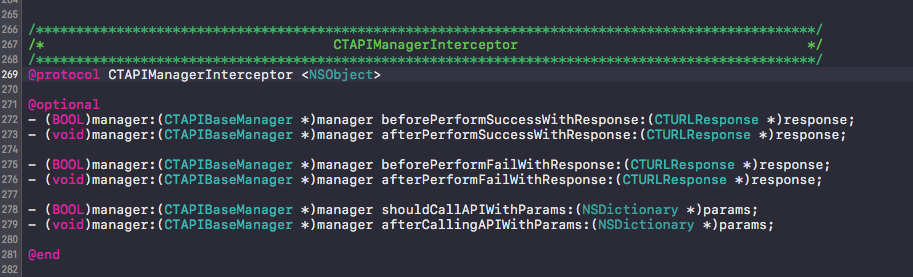 264
265
266 /*************************************************************************************************/
267 /*                               CTAPIManagerInterceptor                                 */
268 /*************************************************************************************************/
269 @protocol CTAPIManagerInterceptor <NSObject>
270
271 @optional
272 - (BOOL)manager:(CTAPIBaseManager *)manager beforePerformSuccessWithResponse:(CTURLResponse *)response;
273 - (void)manager:(CTAPIBaseManager *)manager afterPerformSuccessWithResponse:(CTURLResponse *)response;
274
275 - (BOOL)manager:(CTAPIBaseManager *)manager beforePerformFailWithResponse:(CTURLResponse *)response;
276 - (void)manager:(CTAPIBaseManager *)manager afterPerformFailWithResponse:(CTURLResponse *)response;
277
278 - (BOOL)manager:(CTAPIBaseManager *)manager shouldCallAPIWithParams:(NSDictionary *)params;
279 - (void)manager:(CTAPIBaseManager *)manager afterCallingAPIWithParams:(NSDictionary *)params;
280
281 @end
282